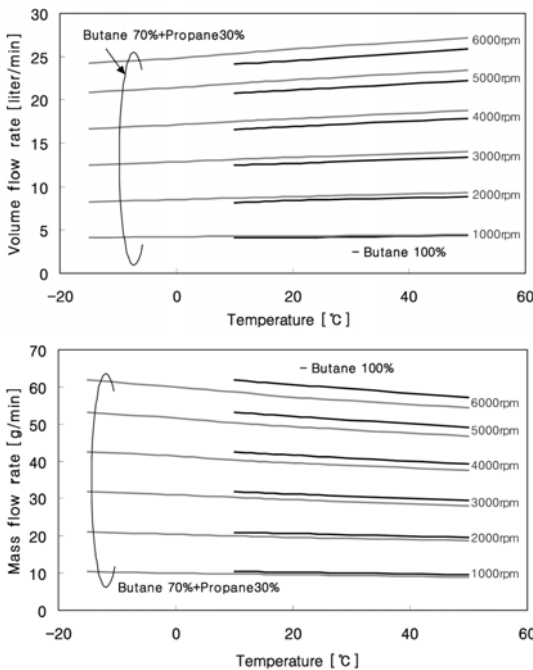 Butane 70%+Propane30%
30
25
20
15
10
5
0
Volume flow rate [liter/min]
6000rpm
5000rpm
4000rpm
3000rpm
2000rpm
1000rpm
− Butane 100%
−20
0
20
40
60
Temperature [℃]
70
60
50
40
30
20
10
0
Mass flow rate [g/min]
− Butane 100%
6000rpm
5000rpm
4000rpm
3000rpm
2000rpm
1000rpm
Butane 70%+Propane30%
−20
0
20
40
60
Temperature [℃]